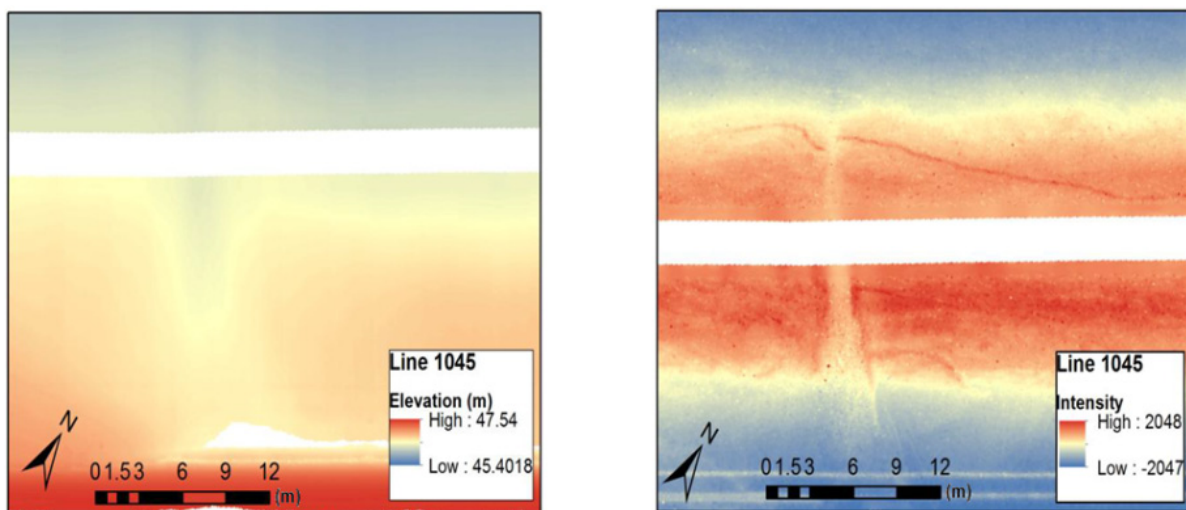 Line 1045
Elevation (m)
High : 47.54
Low : 45.4018
N
0 1.5 3 6 9 12
(m)
Line 1045
Intensity
High : 2048
Low : -2047
N
0 1.5 3 6 9 12
(m)